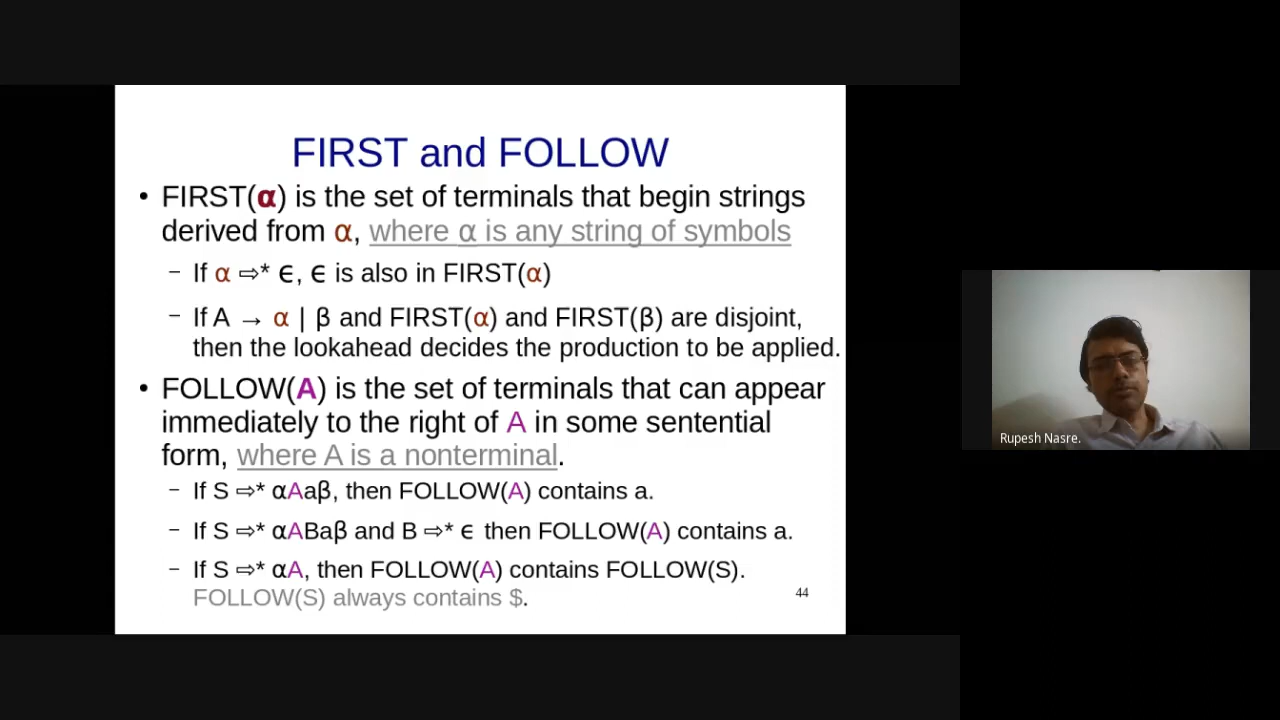 FIRST and FOLLOW
• FIRST(α) is the set of terminals that begin strings
derived from α, where α is any string of symbols
– If α ⇨* ϵ, ϵ is also in FIRST(α)
– If A → α | β and FIRST(α) and FIRST(β) are disjoint,
then the lookahead decides the production to be applied.
• FOLLOW(A) is the set of terminals that can appear
immediately to the right of A in some sentential
form, where A is a nonterminal.
– If S ⇨* αAaβ, then FOLLOW(A) contains a.
– If S ⇨* αABaβ and B ⇨* ϵ then FOLLOW(A) contains a.
– If S ⇨* αA, then FOLLOW(A) contains FOLLOW(S).
FOLLOW(S) always contains $.
44
Rupesh Nasre.